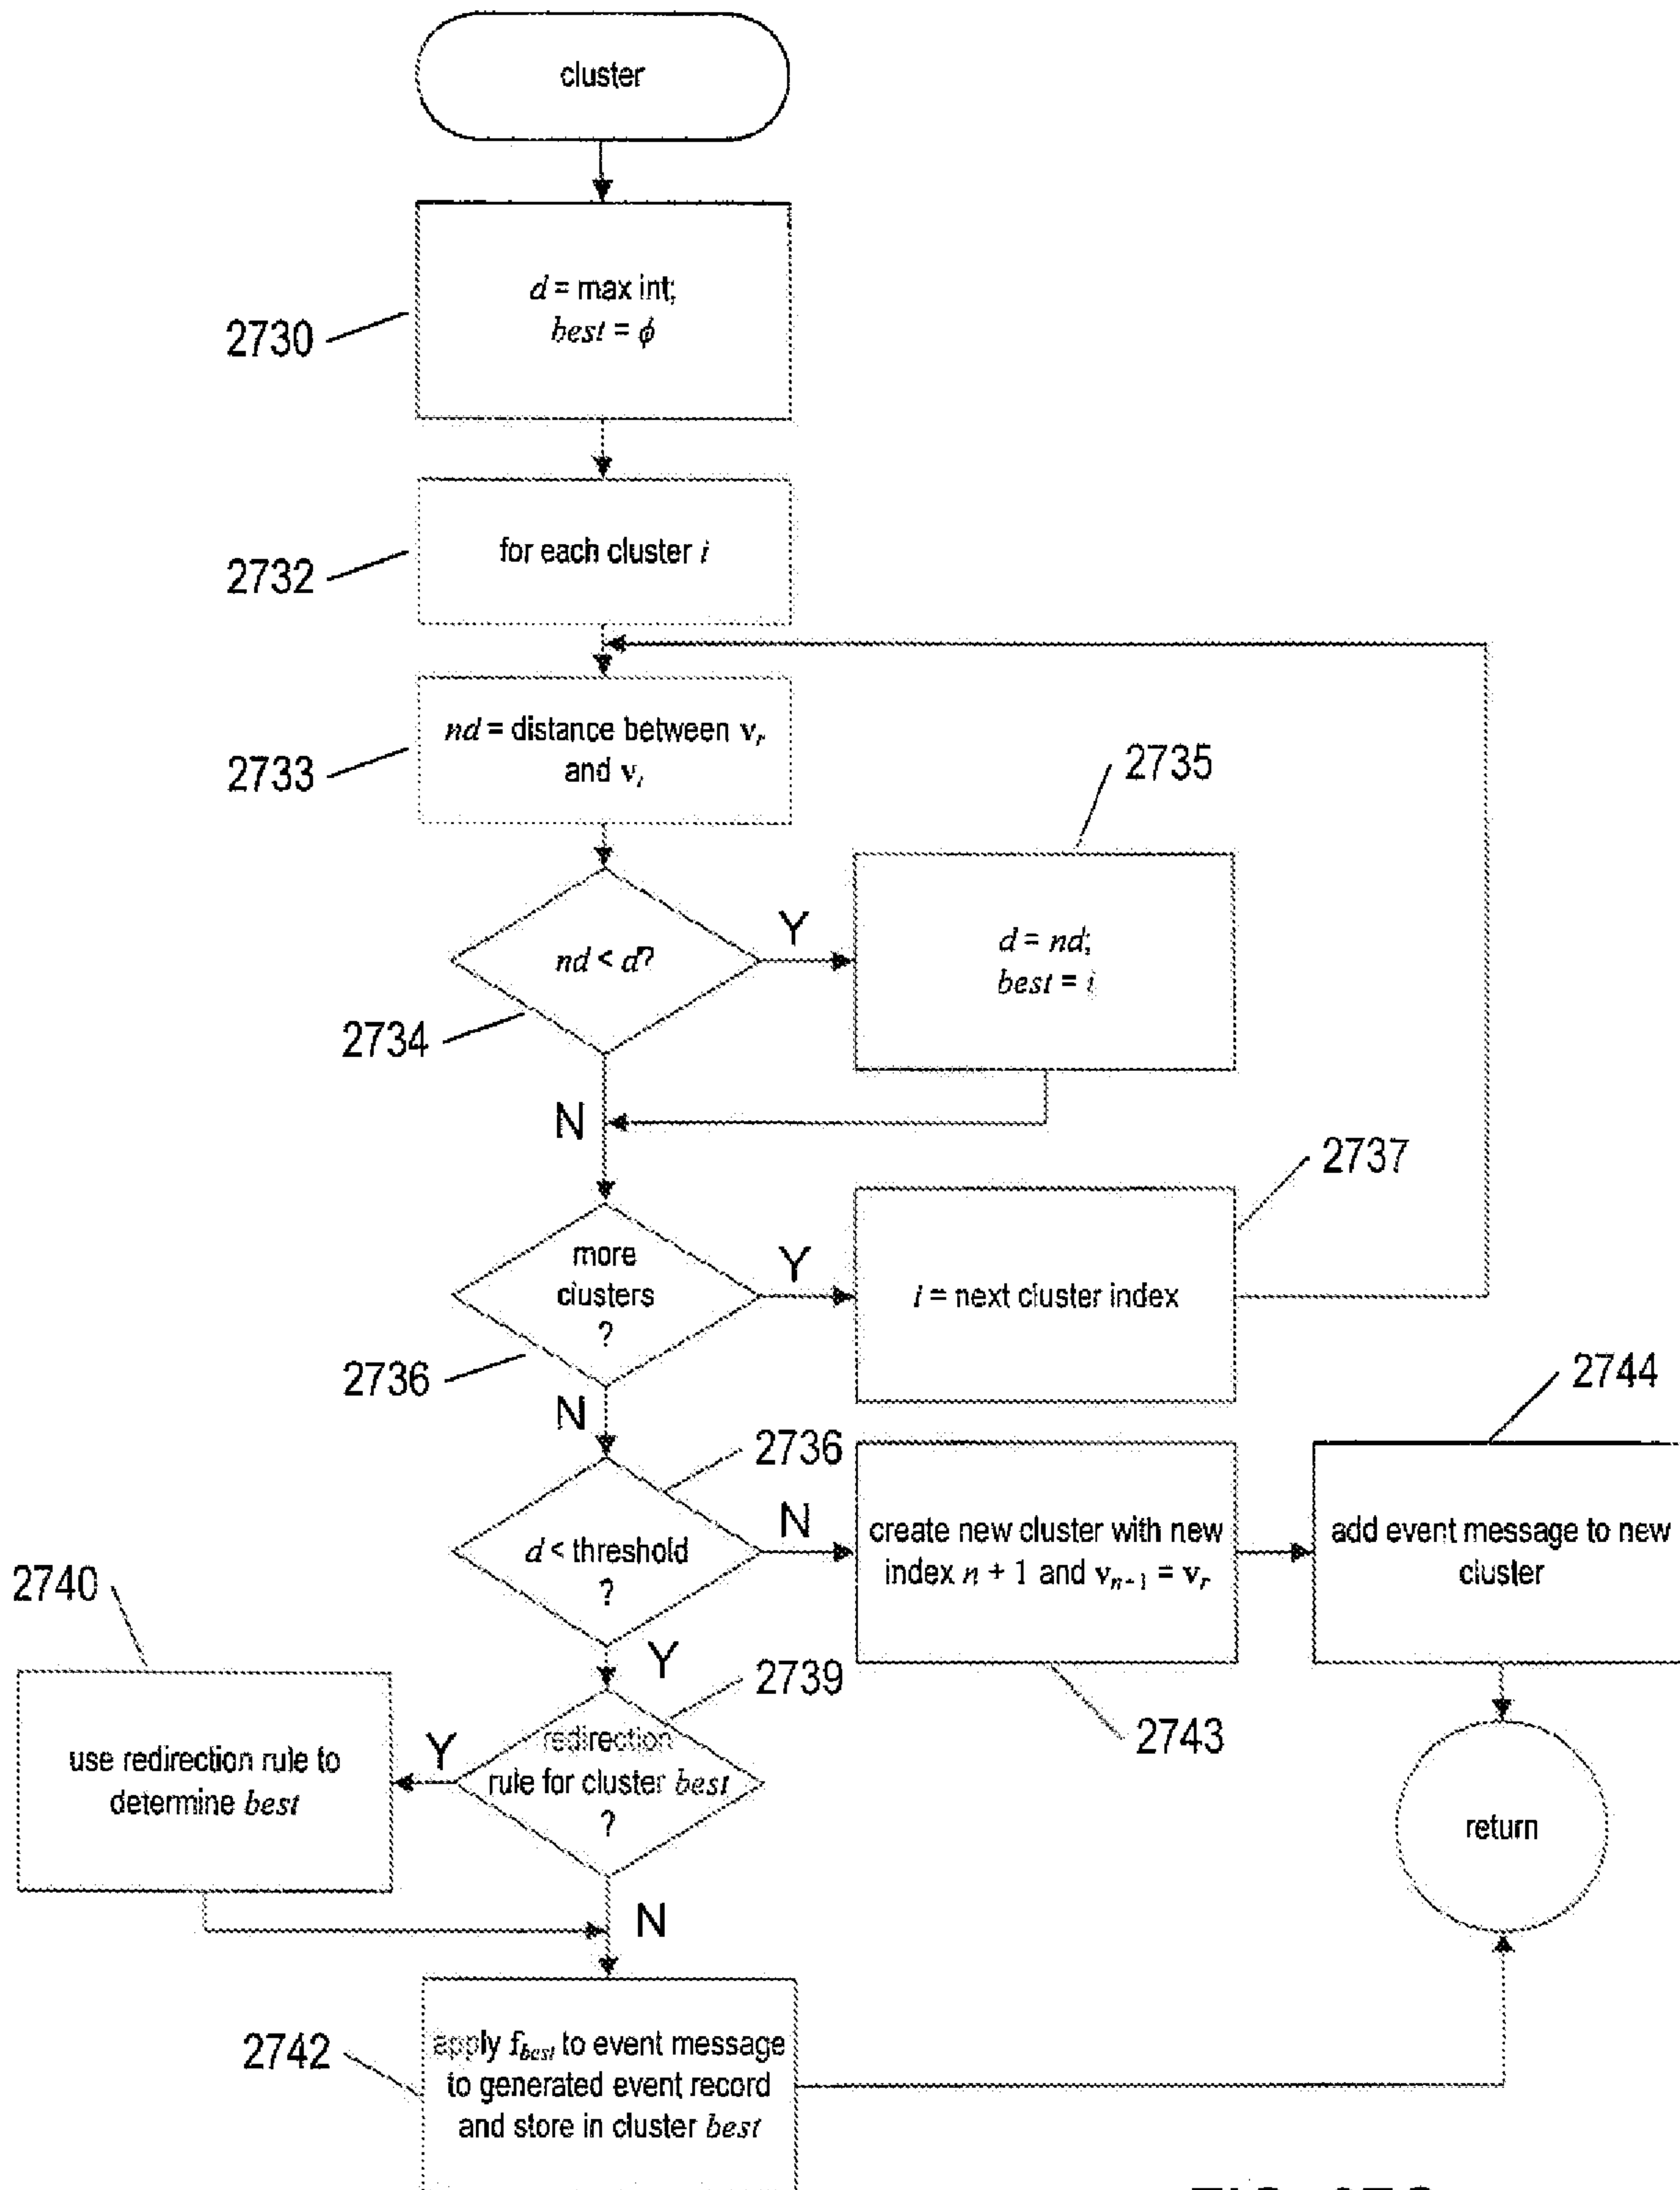 cluster
d = max int;
best = ϕ
2730
for each cluster i
2732
nd = distance between vᵣ
and vᵢ
2733
2735
nd < d?
Y
d = nd;
best = i
2734
N
2737
more
clusters
?
Y
i = next cluster index
2736
N
2744
2736
d < threshold
?
N
create new cluster with new
index n + 1 and vₙ₋₁ = vᵣ
add event message to new
cluster
2740
Y
2739
2743
use redirection rule to
determine best
Y
redirection
rule for cluster best
?
return
N
2742
apply f_best to event message
to generated event record
and store in cluster best